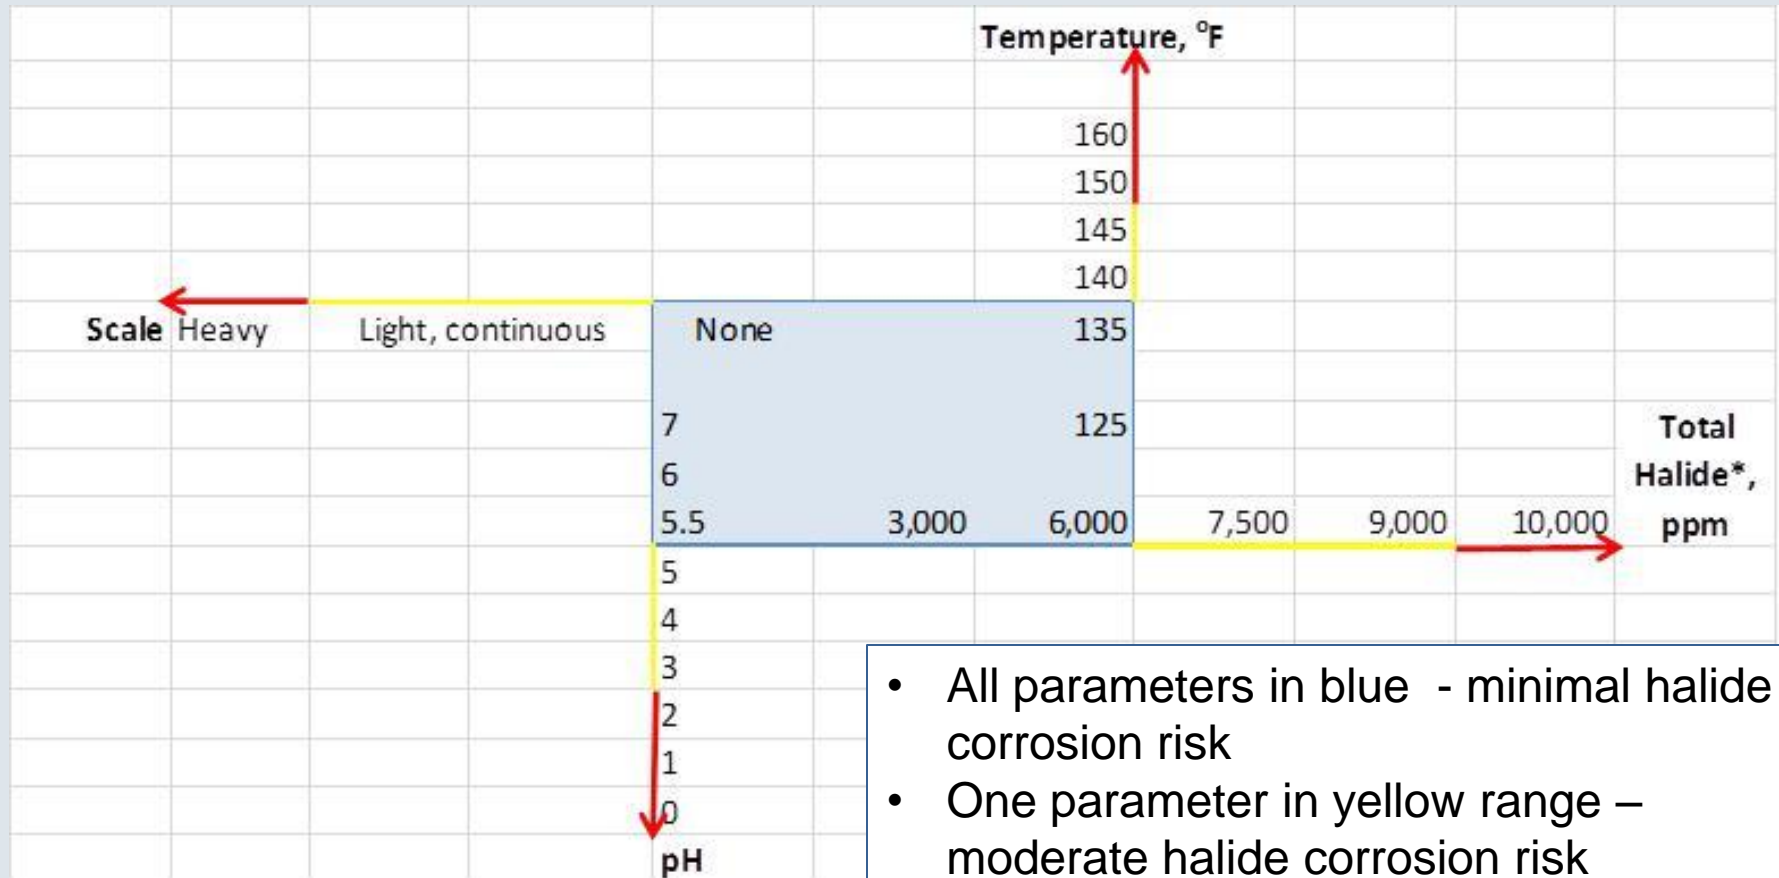 Temperature, °F
160
150
145
140
Scale Heavy Light, continuous None 135
7 125 Total
6 Halide*,
5.5 3,000 6,000 7,500 9,000 10,000 ppm
5
4
3
2
1
0
pH
• All parameters in blue - minimal halide
corrosion risk
• One parameter in yellow range –
moderate halide corrosion risk